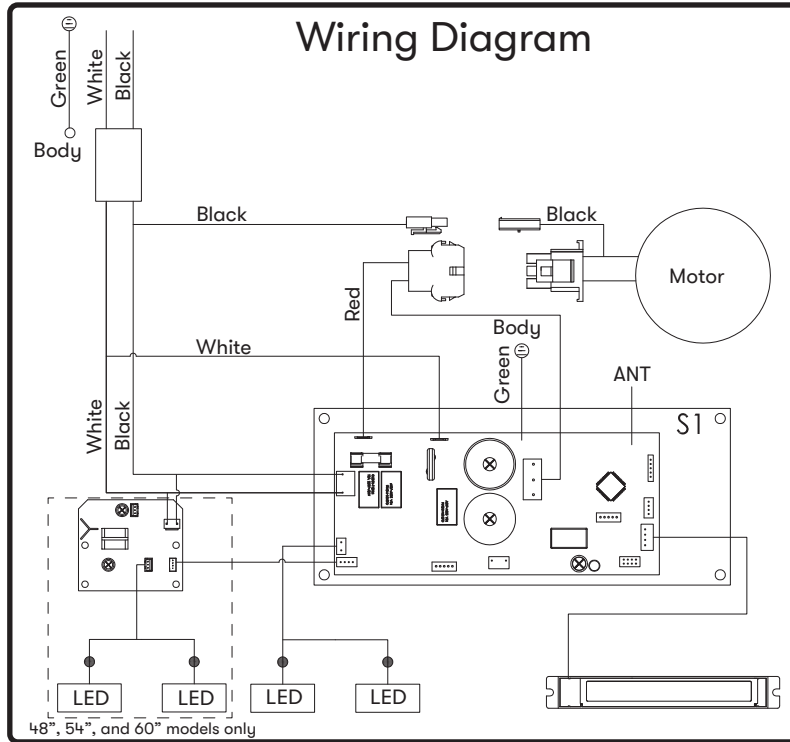 Wiring Diagram
Green
White
Black
Body
Black
Black
Motor
Red
White
Body
Green
ANT
S1
White
Black
LED
LED
LED
LED
48”, 54”, and 60” models only